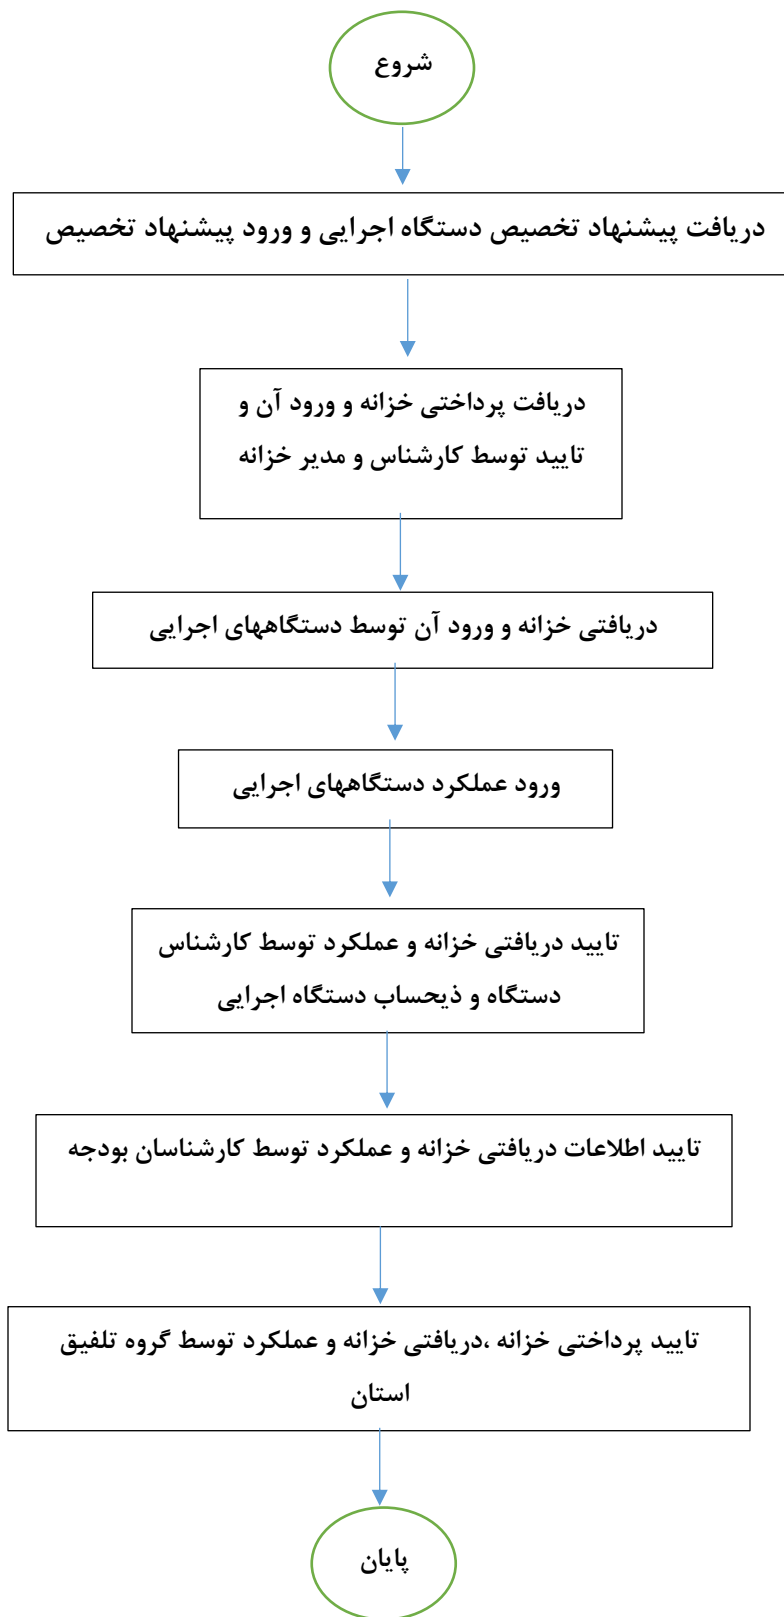 شروع
دریافت پیشنهاد تخصیص دستگاه اجرایی و ورود پیشنهاد تخصیص
دریافت پرداختی خزانه و ورود آن و
تایید توسط کارشناس و مدیر خزانه
دریافتی خزانه و ورود آن توسط دستگاههای اجرایی
ورود عملکرد دستگاههای اجرایی
تایید دریافتی خزانه و عملکرد توسط کارشناس
دستگاه و ذیحساب دستگاه اجرایی
تایید اطلاعات دریافتی خزانه و عملکرد توسط کارشناسان بودجه
تایید پرداختی خزانه ،دریافتی خزانه و عملکرد توسط گروه تلفیق
استان
پایان